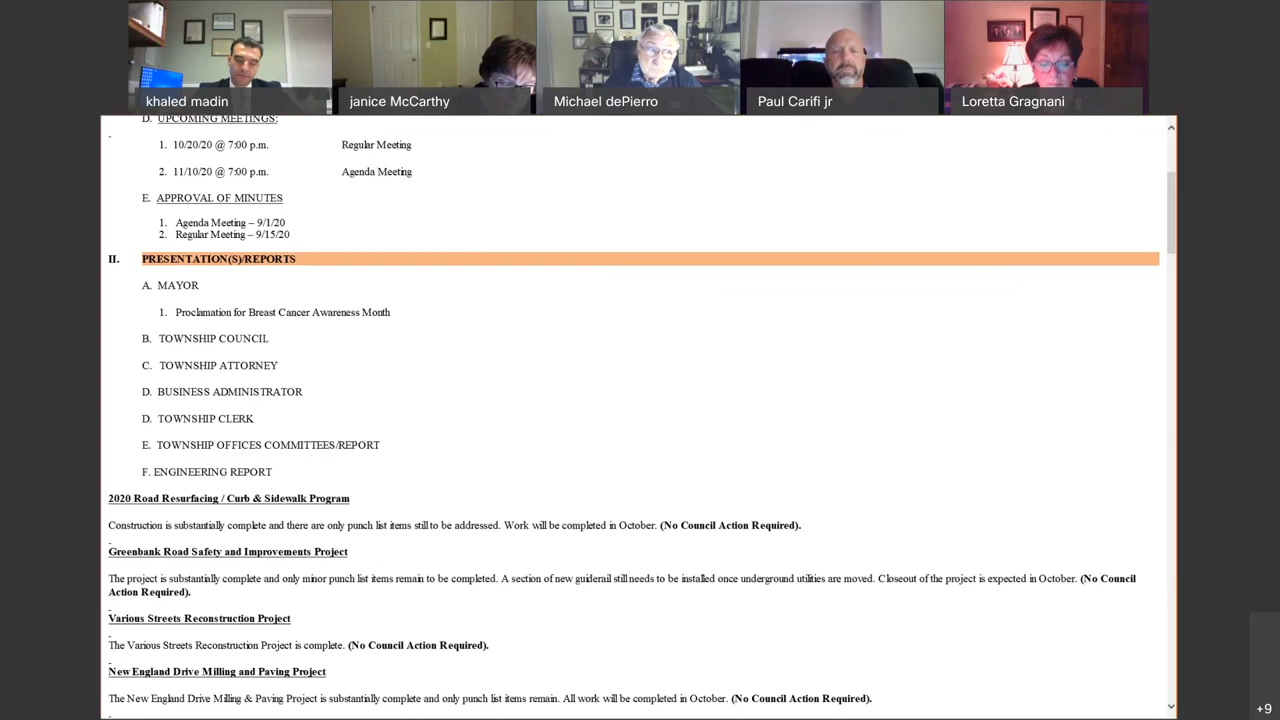 khaled madin
janice McCarthy
Michael dePierro
Paul Carifi jr
Loretta Gragnani
D. UPCOMING MEETINGS:
1. 10/20/20 @ 7:00 p.m. Regular Meeting
2. 11/10/20 @ 7:00 p.m. Agenda Meeting
E. APPROVAL OF MINUTES
1. Agenda Meeting – 9/1/20
2. Regular Meeting – 9/15/20
II. PRESENTATION(S)/REPORTS
A. MAYOR
1. Proclamation for Breast Cancer Awareness Month
B. TOWNSHIP COUNCIL
C. TOWNSHIP ATTORNEY
D. BUSINESS ADMINISTRATOR
D. TOWNSHIP CLERK
E. TOWNSHIP OFFICES COMMITTEES/REPORT
F. ENGINEERING REPORT
2020 Road Resurfacing / Curb & Sidewalk Program
Construction is substantially complete and there are only punch list items still to be addressed. Work will be completed in October. (No Council Action Required).
Greenbank Road Safety and Improvements Project
The project is substantially complete and only minor punch list items remain to be completed. A section of new guiderail still needs to be installed once underground utilities are moved. Closeout of the project is expected in October. (No Council
Action Required).
Various Streets Reconstruction Project
The Various Streets Reconstruction Project is complete. (No Council Action Required).
New England Drive Milling and Paving Project
The New England Drive Milling & Paving Project is substantially complete and only punch list items remain. All work will be completed in October. (No Council Action Required).
+9